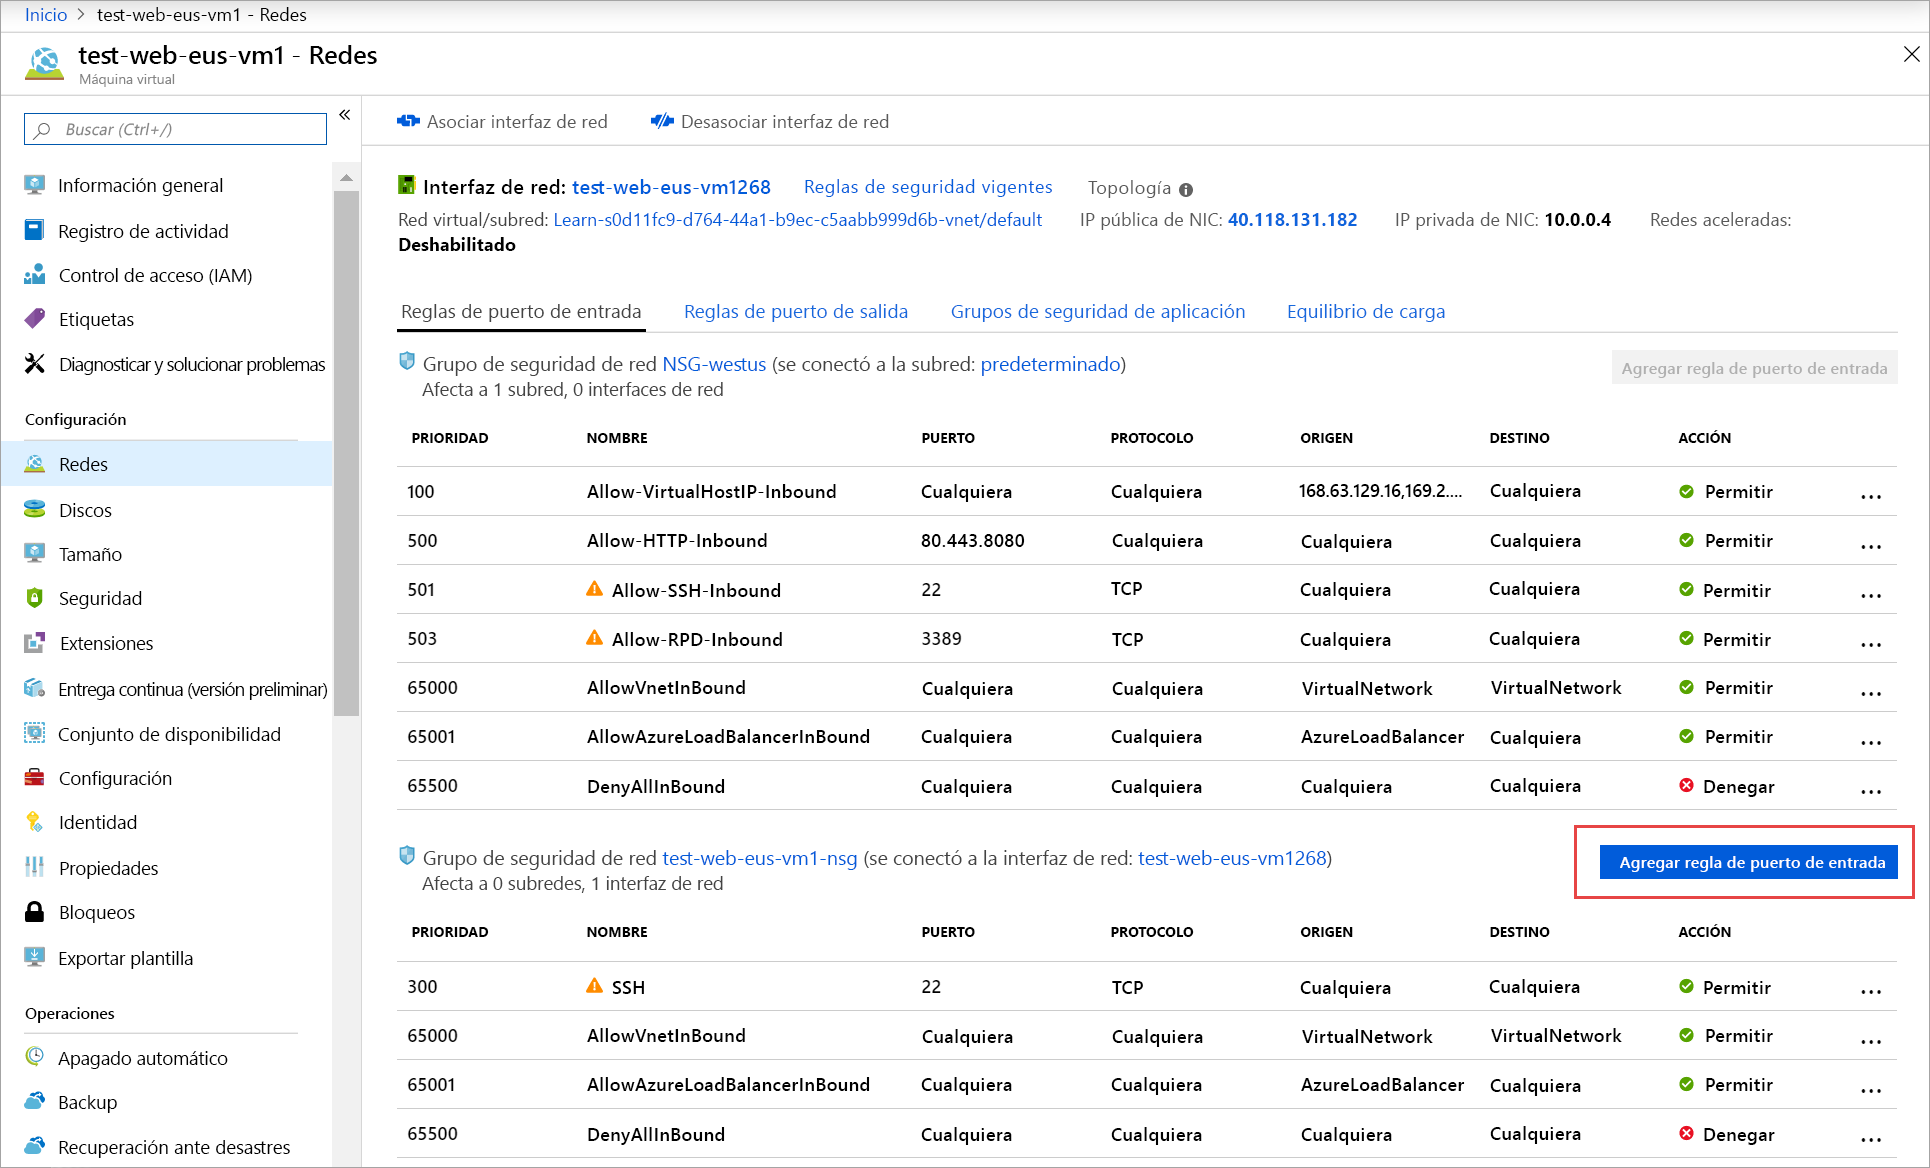 Inicio > test-web-eus-vm1 - Redes
test-web-eus-vm1 - Redes
Máquina virtual
Buscar (Ctrl+/)
«
Información general
Registro de actividad
Control de acceso (IAM)
Etiquetas
Diagnosticar y solucionar problemas
Configuración
Redes
Discos
Tamaño
Seguridad
Extensiones
Entrega continua (versión preliminar)
Conjunto de disponibilidad
Configuración
Identidad
Propiedades
Bloqueos
Exportar plantilla
Operaciones
Apagado automático
Backup
Recuperación ante desastres
Asociar interfaz de red Desasociar interfaz de red
Interfaz de red: test-web-eus-vm1268 Reglas de seguridad vigentes Topología
Red virtual/subred: Learn-s0d11fc9-d764-44a1-b9ec-c5aabb999d6b-vnet/default IP pública de NIC: 40.118.131.182 IP privada de NIC: 10.0.0.4 Redes aceleradas:
Deshabilitado
Reglas de puerto de entrada Reglas de puerto de salida Grupos de seguridad de aplicación Equilibrio de carga
Grupo de seguridad de red NSG-westus (se conectó a la subred: predeterminado)
Afecta a 1 subred, 0 interfaces de red
Agregar regla de puerto de entrada
PRIORIDAD NOMBRE PUERTO PROTOCOLO ORIGEN DESTINO ACCIÓN
100 Allow-VirtualHostIP-Inbound Cualquiera Cualquiera 168.63.129.16,169.2.... Cualquiera Permitir ...
500 Allow-HTTP-Inbound 80.443.8080 Cualquiera Cualquiera Cualquiera Permitir ...
501 Allow-SSH-Inbound 22 TCP Cualquiera Cualquiera Permitir ...
503 Allow-RPD-Inbound 3389 TCP Cualquiera Cualquiera Permitir ...
65000 AllowVnetInBound Cualquiera Cualquiera VirtualNetwork VirtualNetwork Permitir ...
65001 AllowAzureLoadBalancerInBound Cualquiera Cualquiera AzureLoadBalancer Cualquiera Permitir ...
65500 DenyAllInBound Cualquiera Cualquiera Cualquiera Cualquiera Denegar ...
Grupo de seguridad de red test-web-eus-vm1-nsg (se conectó a la interfaz de red: test-web-eus-vm1268)
Afecta a 0 subredes, 1 interfaz de red
Agregar regla de puerto de entrada
PRIORIDAD NOMBRE PUERTO PROTOCOLO ORIGEN DESTINO ACCIÓN
300 SSH 22 TCP Cualquiera Cualquiera Permitir ...
65000 AllowVnetInBound Cualquiera Cualquiera VirtualNetwork VirtualNetwork Permitir ...
65001 AllowAzureLoadBalancerInBound Cualquiera Cualquiera AzureLoadBalancer Cualquiera Permitir ...
65500 DenyAllInBound Cualquiera Cualquiera Cualquiera Cualquiera Denegar ...